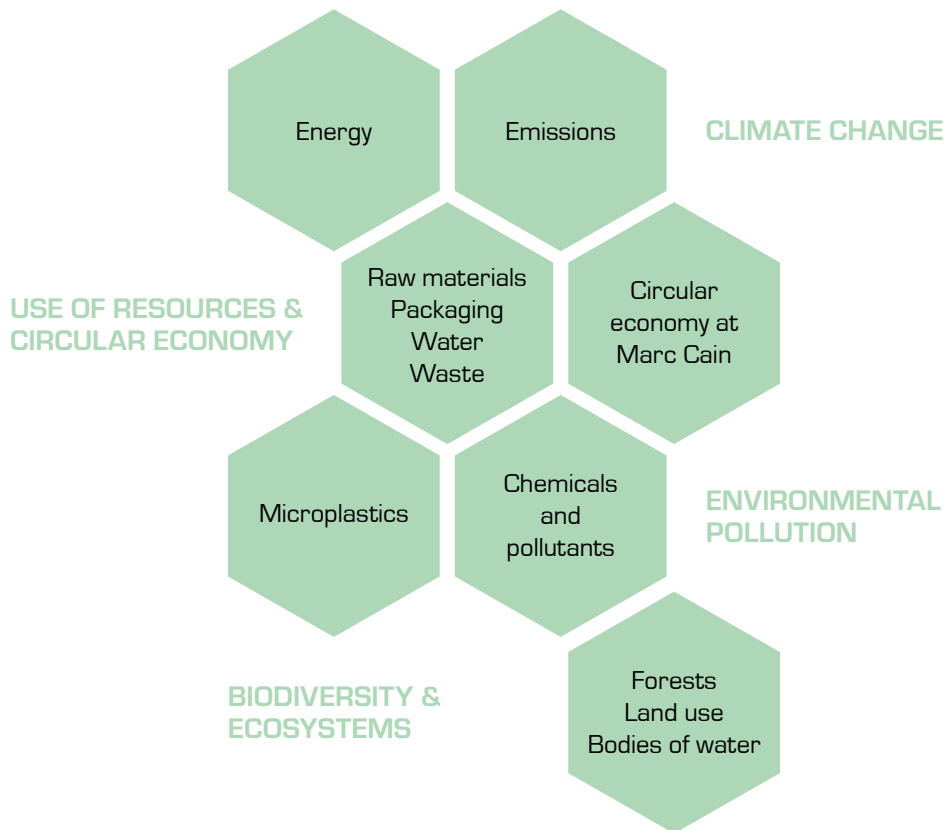 Energy
Emissions
CLIMATE CHANGE
USE OF RESOURCES &
CIRCULAR ECONOMY
Raw materials
Packaging
Water
Waste
Circular
economy at
Marc Cain
Microplastics
Chemicals
and
pollutants
ENVIRONMENTAL
POLLUTION
BIODIVERSITY &
ECOSYSTEMS
Forests
Land use
Bodies of water